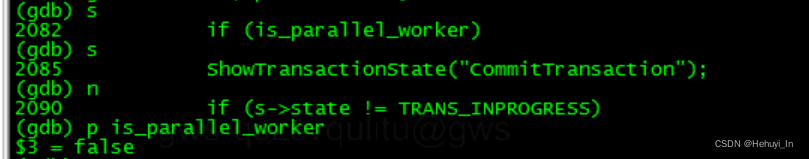 (gdb) s
2082 if (is_parallel_worker)
(gdb) s
2085 ShowTransactionState("CommitTransaction");
(gdb) n
2090 if (s->state != TRANS_INPROGRESS)
(gdb) p is_parallel_worker
$3 = false
CSDN @Hehuyi_In